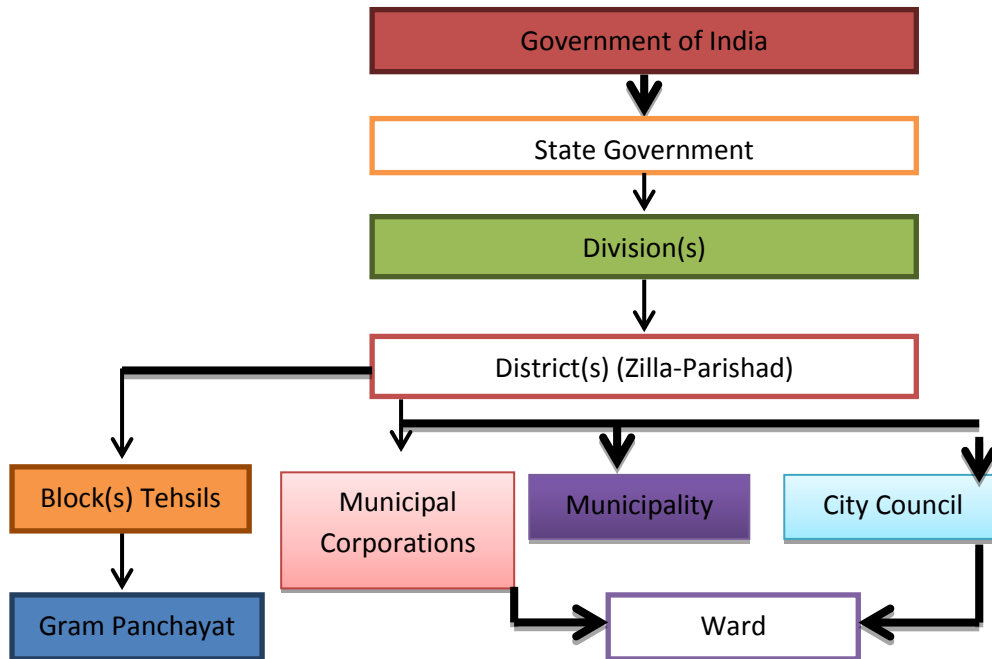 Government of India
State Government
Division(s)
District(s) (Zilla-Parishad)
Block(s) Tehsils
Municipal
Corporations
Municipality
City Council
Gram Panchayat
Ward